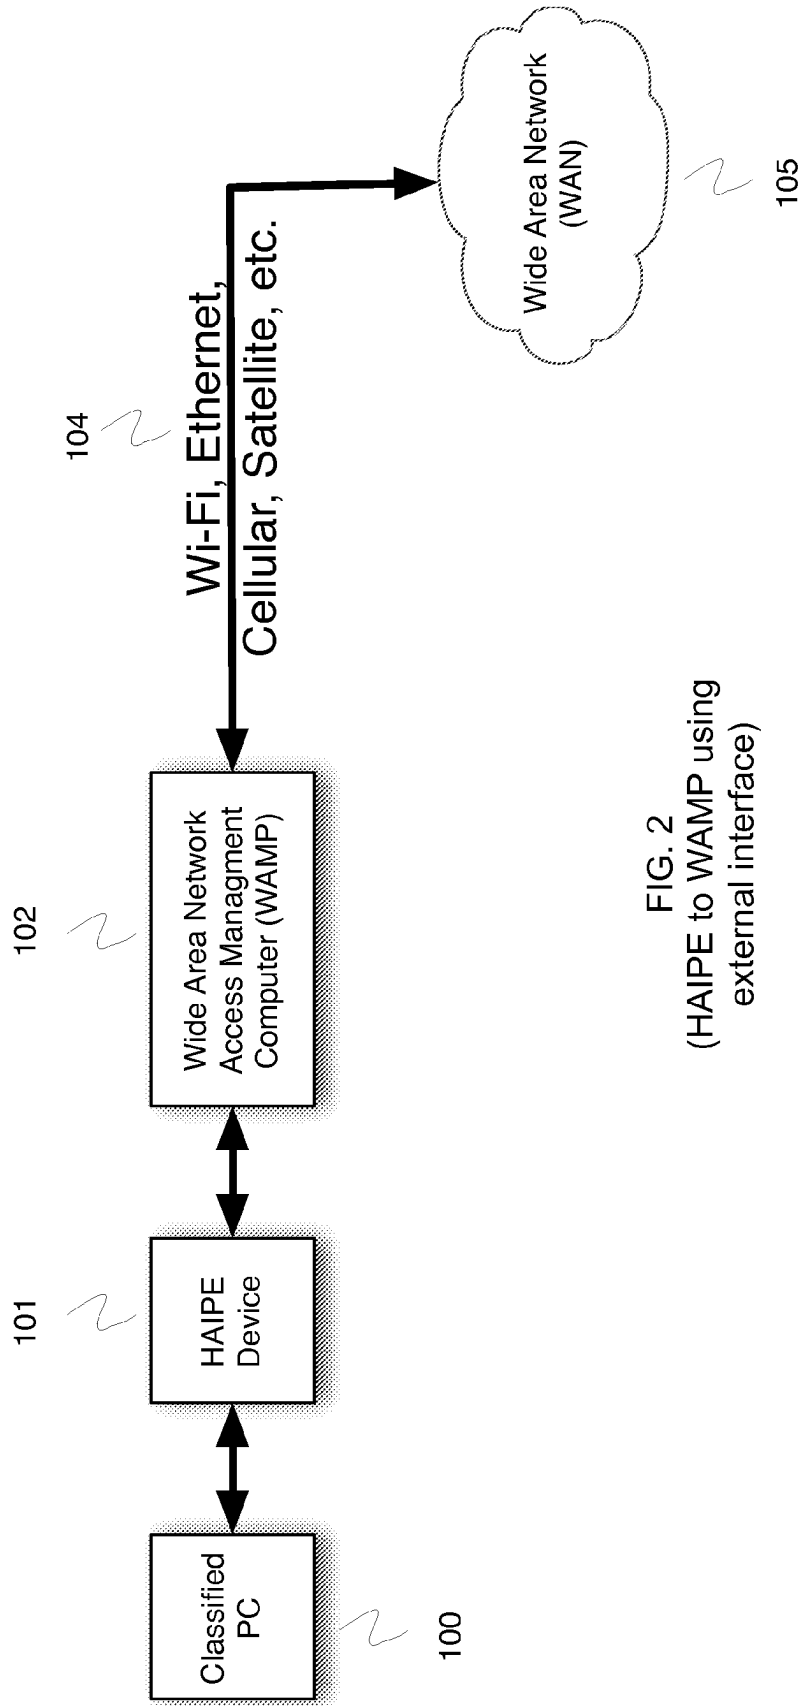 101
102
104
Classified
PC
HAIPE
Device
Wide Area Network
Access Managment
Computer (WAMP)
Wi-Fi, Ethernet,
Cellular, Satellite, etc.
100
Wide Area Network
(WAN)
105
FIG. 2
(HAIPE to WAMP using
external interface)